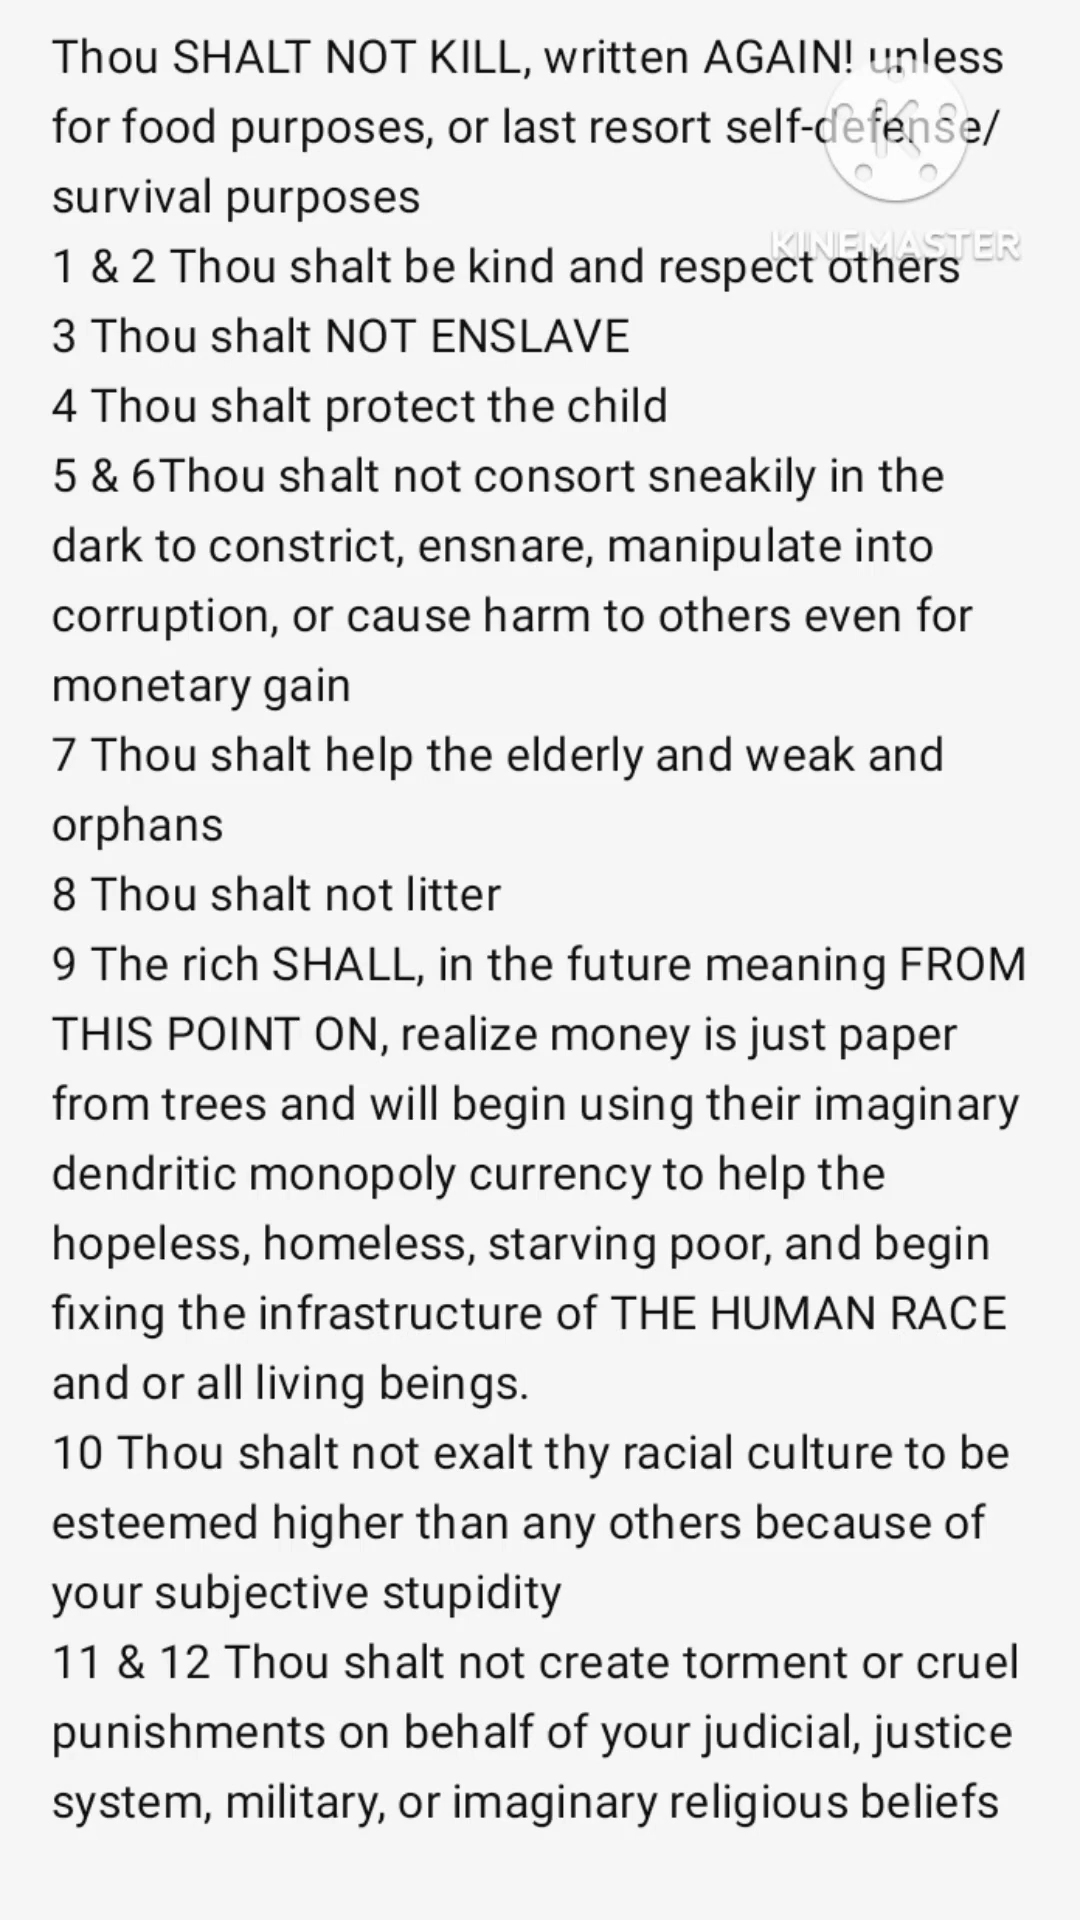 Thou SHALT NOT KILL, written AGAIN! unless
for food purposes, or last resort self-defense/
survival purposes
KINEMASTER
1 & 2 Thou shalt be kind and respect others
3 Thou shalt NOT ENSLAVE
4 Thou shalt protect the child
5 & 6Thou shalt not consort sneakily in the
dark to constrict, ensnare, manipulate into
corruption, or cause harm to others even for
monetary gain
7 Thou shalt help the elderly and weak and
orphans
8 Thou shalt not litter
9 The rich SHALL, in the future meaning FROM
THIS POINT ON, realize money is just paper
from trees and will begin using their imaginary
dendritic monopoly currency to help the
hopeless, homeless, starving poor, and begin
fixing the infrastructure of THE HUMAN RACE
and or all living beings.
10 Thou shalt not exalt thy racial culture to be
esteemed higher than any others because of
your subjective stupidity
11 & 12 Thou shalt not create torment or cruel
punishments on behalf of your judicial, justice
system, military, or imaginary religious beliefs